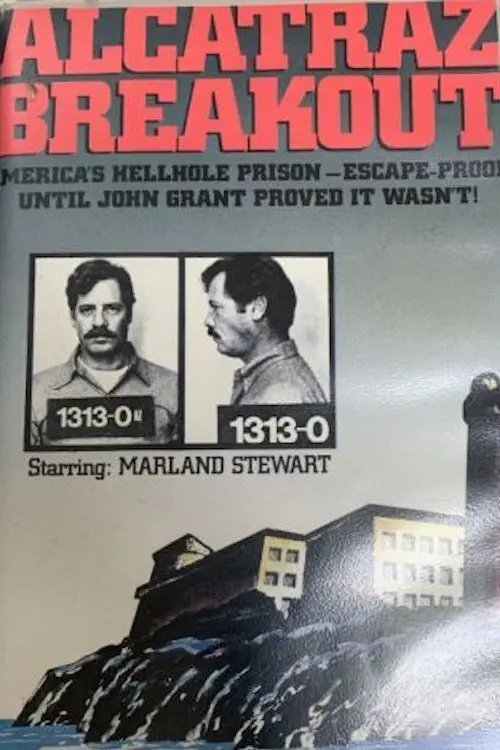 ALCATRAZ
BREAKOUT
MERICA'S HELLHOLE PRISON – ESCAPE-PROOF
UNTIL JOHN GRANT PROVED IT WASN'T!
1313-0
1313-0
Starring: MARLAND STEWART